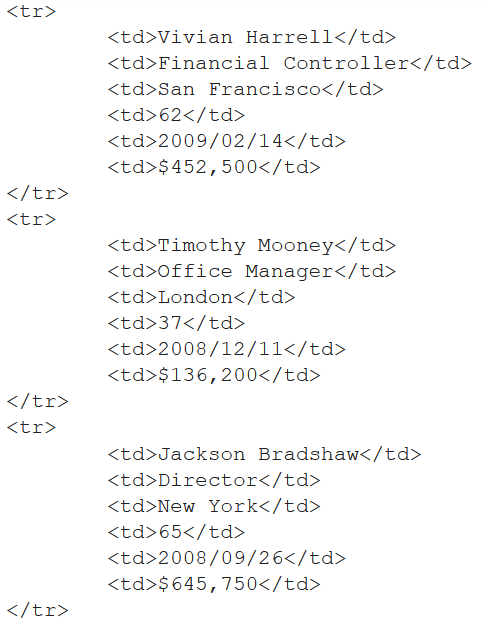 <tr>
<td>Vivian Harrell</td>
<td>Financial Controller</td>
<td>San Francisco</td>
<td>62</td>
<td>2009/02/14</td>
<td>$452,500</td>
</tr>
<tr>
<td>Timothy Mooney</td>
<td>Office Manager</td>
<td>London</td>
<td>37</td>
<td>2008/12/11</td>
<td>$136,200</td>
</tr>
<tr>
<td>Jackson Bradshaw</td>
<td>Director</td>
<td>New York</td>
<td>65</td>
<td>2008/09/26</td>
<td>$645,750</td>
</tr>